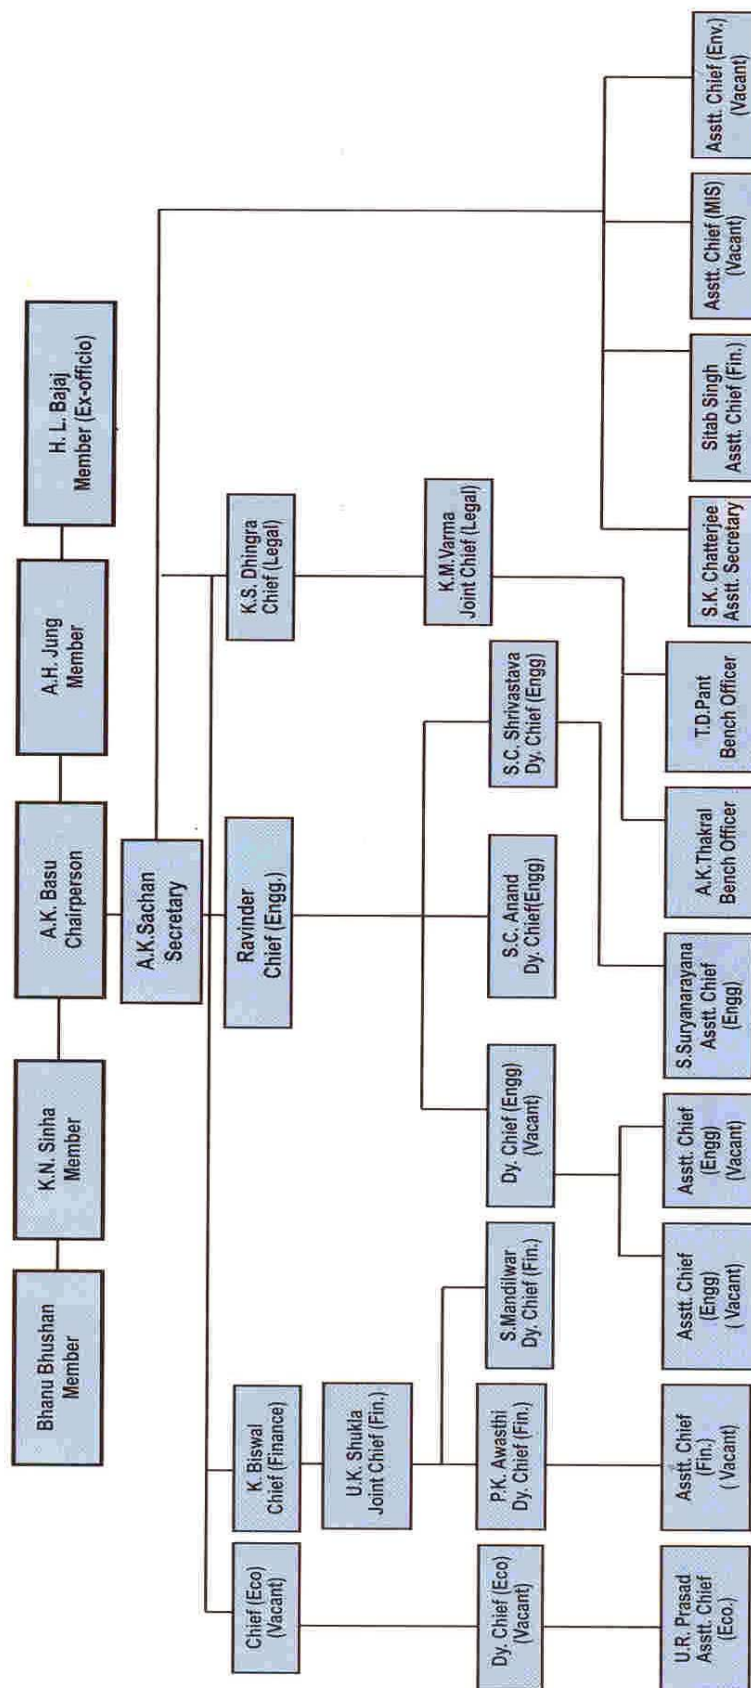 Bhanu Bhushan
Member
K.N. Sinha
Member
A.K. Basu
Chairperson
A.H. Jung
Member
H. L. Bajaj
Member (Ex-officio)
A.K.Sachan
Secretary
Chief (Eco)
(Vacant)
K. Biswal
Chief (Finance)
Ravinder
Chief (Engg.)
K.S. Dhingra
Chief (Legal)
U.K. Shukla
Joint Chief (Fin.)
K.M.Varma
Joint Chief (Legal)
Dy. Chief (Eco)
(Vacant)
P.K. Awasthi
Dy. Chief (Fin.)
S.Mandilwar
Dy. Chief (Fin.)
Dy. Chief (Engg)
(Vacant)
S.C. Anand
Dy. Chief(Engg)
S.C. Shrivastava
Dy. Chief (Engg)
U.R. Prasad
Asstt. Chief
(Eco.)
Asstt. Chief
(Fin.)
( Vacant)
Asstt. Chief
(Engg)
( Vacant)
Asstt. Chief
(Engg)
(Vacant)
S.Suryanarayana
Asstt. Chief
(Engg)
A.K.Thakral
Bench Officer
T.D.Pant
Bench Officer
S.K. Chatterjee
Asstt. Secretary
Sitab Singh
Asstt. Chief (Fin.)
Asstt. Chief (MIS)
(Vacant)
Asstt. Chief (Env.)
(Vacant)